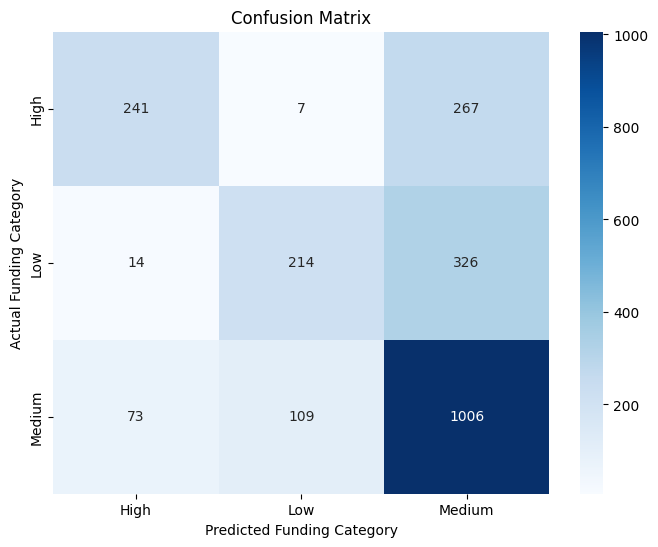 Confusion Matrix
1000
High
241
7
267
800
600
Actual Funding Category
Low
14
214
326
400
Medium
73
109
1006
200
High
Low
Medium
Predicted Funding Category